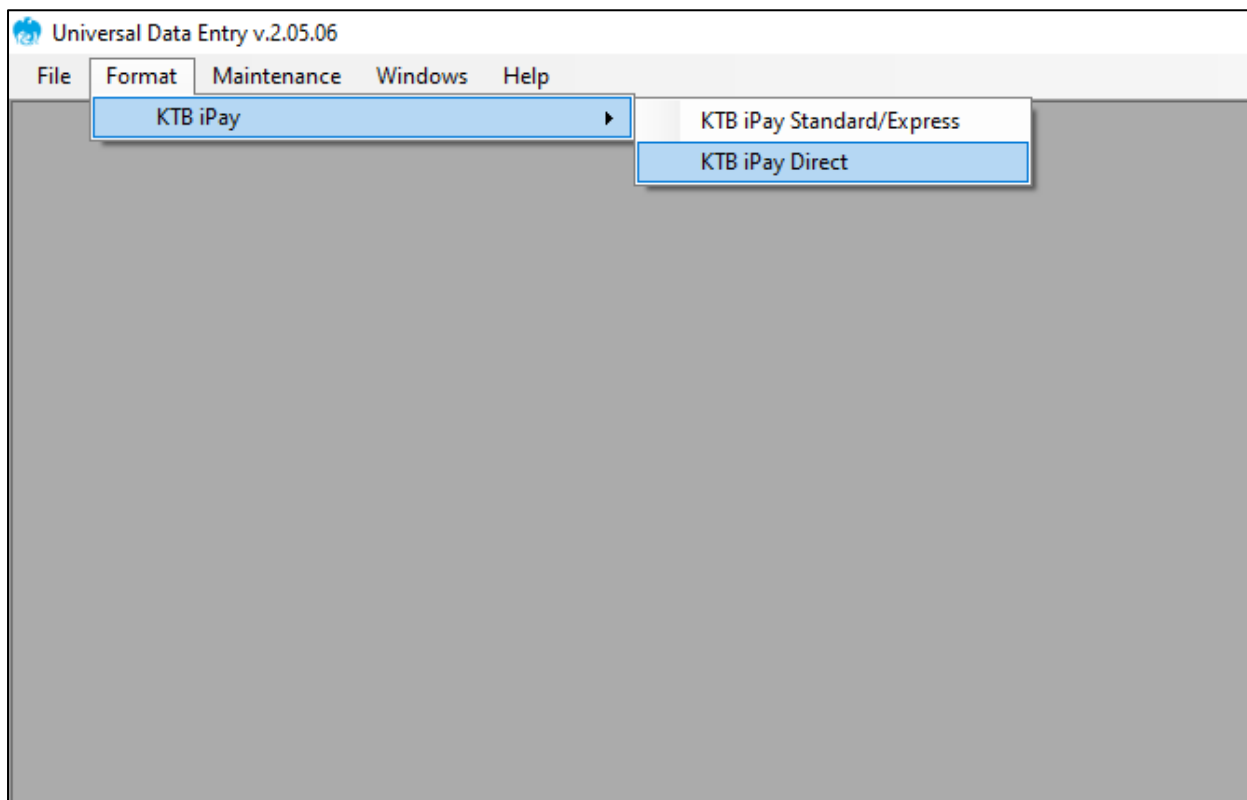 Universal Data Entry v.2.05.06
File Format Maintenance Windows Help
KTB iPay
KTB iPay Standard/Express
KTB iPay Direct